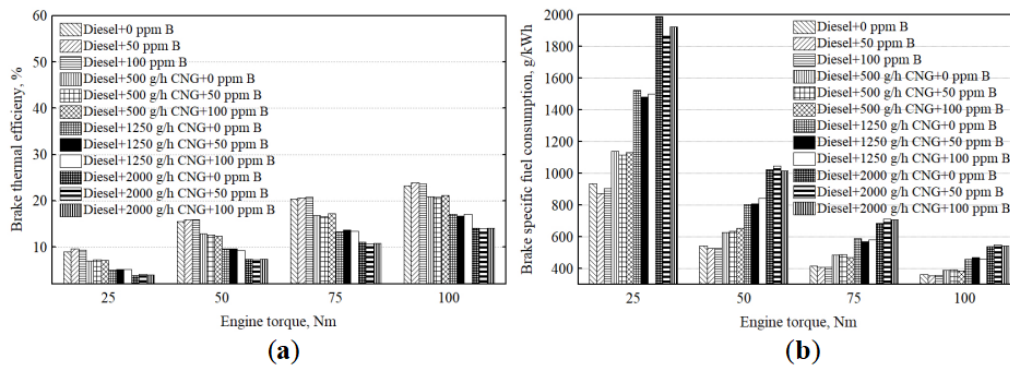 (a)
60
50
40
30
20
10
Brake thermal efficieny, %
Diesel+0 ppm B
Diesel+50 ppm B
Diesel+100 ppm B
Diesel+500 g/h CNG+0 ppm B
Diesel+500 g/h CNG+50 ppm B
Diesel+500 g/h CNG+100 ppm B
Diesel+1250 g/h CNG+0 ppm B
Diesel+1250 g/h CNG+50 ppm B
Diesel+1250 g/h CNG+100 ppm B
Diesel+2000 g/h CNG+0 ppm B
Diesel+2000 g/h CNG+50 ppm B
Diesel+2000 g/h CNG+100 ppm B
25 50 75 100
Engine torque, Nm
(a)
(b)
2000
1800
1600
1400
1200
1000
800
600
400
Brake specific fuel consumption, g/kWh
Diesel+0 ppm B
Diesel+50 ppm B
Diesel+100 ppm B
Diesel+500 g/h CNG+0 ppm B
Diesel+500 g/h CNG+50 ppm B
Diesel+500 g/h CNG+100 ppm B
Diesel+1250 g/h CNG+0 ppm B
Diesel+1250 g/h CNG+50 ppm B
Diesel+1250 g/h CNG+100 ppm B
Diesel+2000 g/h CNG+0 ppm B
Diesel+2000 g/h CNG+50 ppm B
Diesel+2000 g/h CNG+100 ppm B
25 50 75 100
Engine torque, Nm
(b)